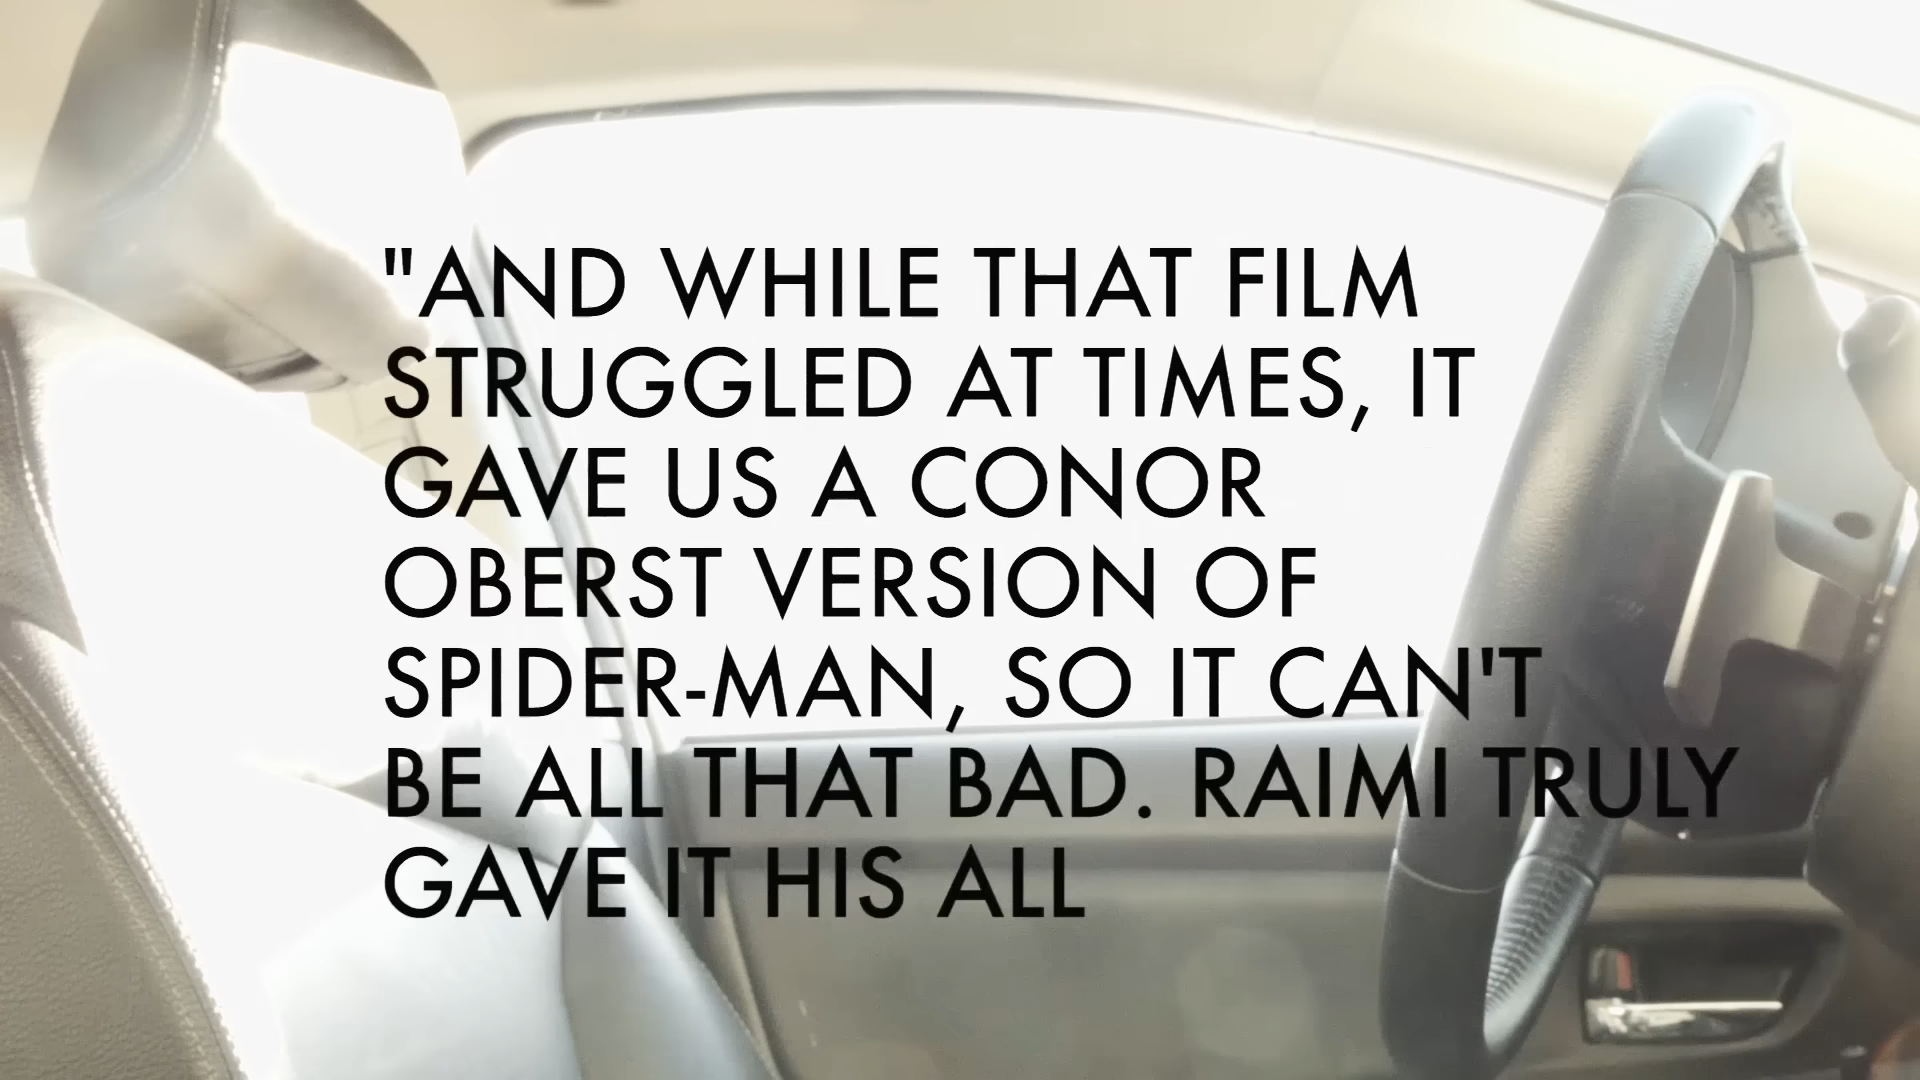 "AND WHILE THAT FILM
STRUGGLED AT TIMES, IT
GAVE US A CONOR
OBERST VERSION OF
SPIDER-MAN, SO IT CAN'T
BE ALL THAT BAD. RAIMI TRULY
GAVE IT HIS ALL